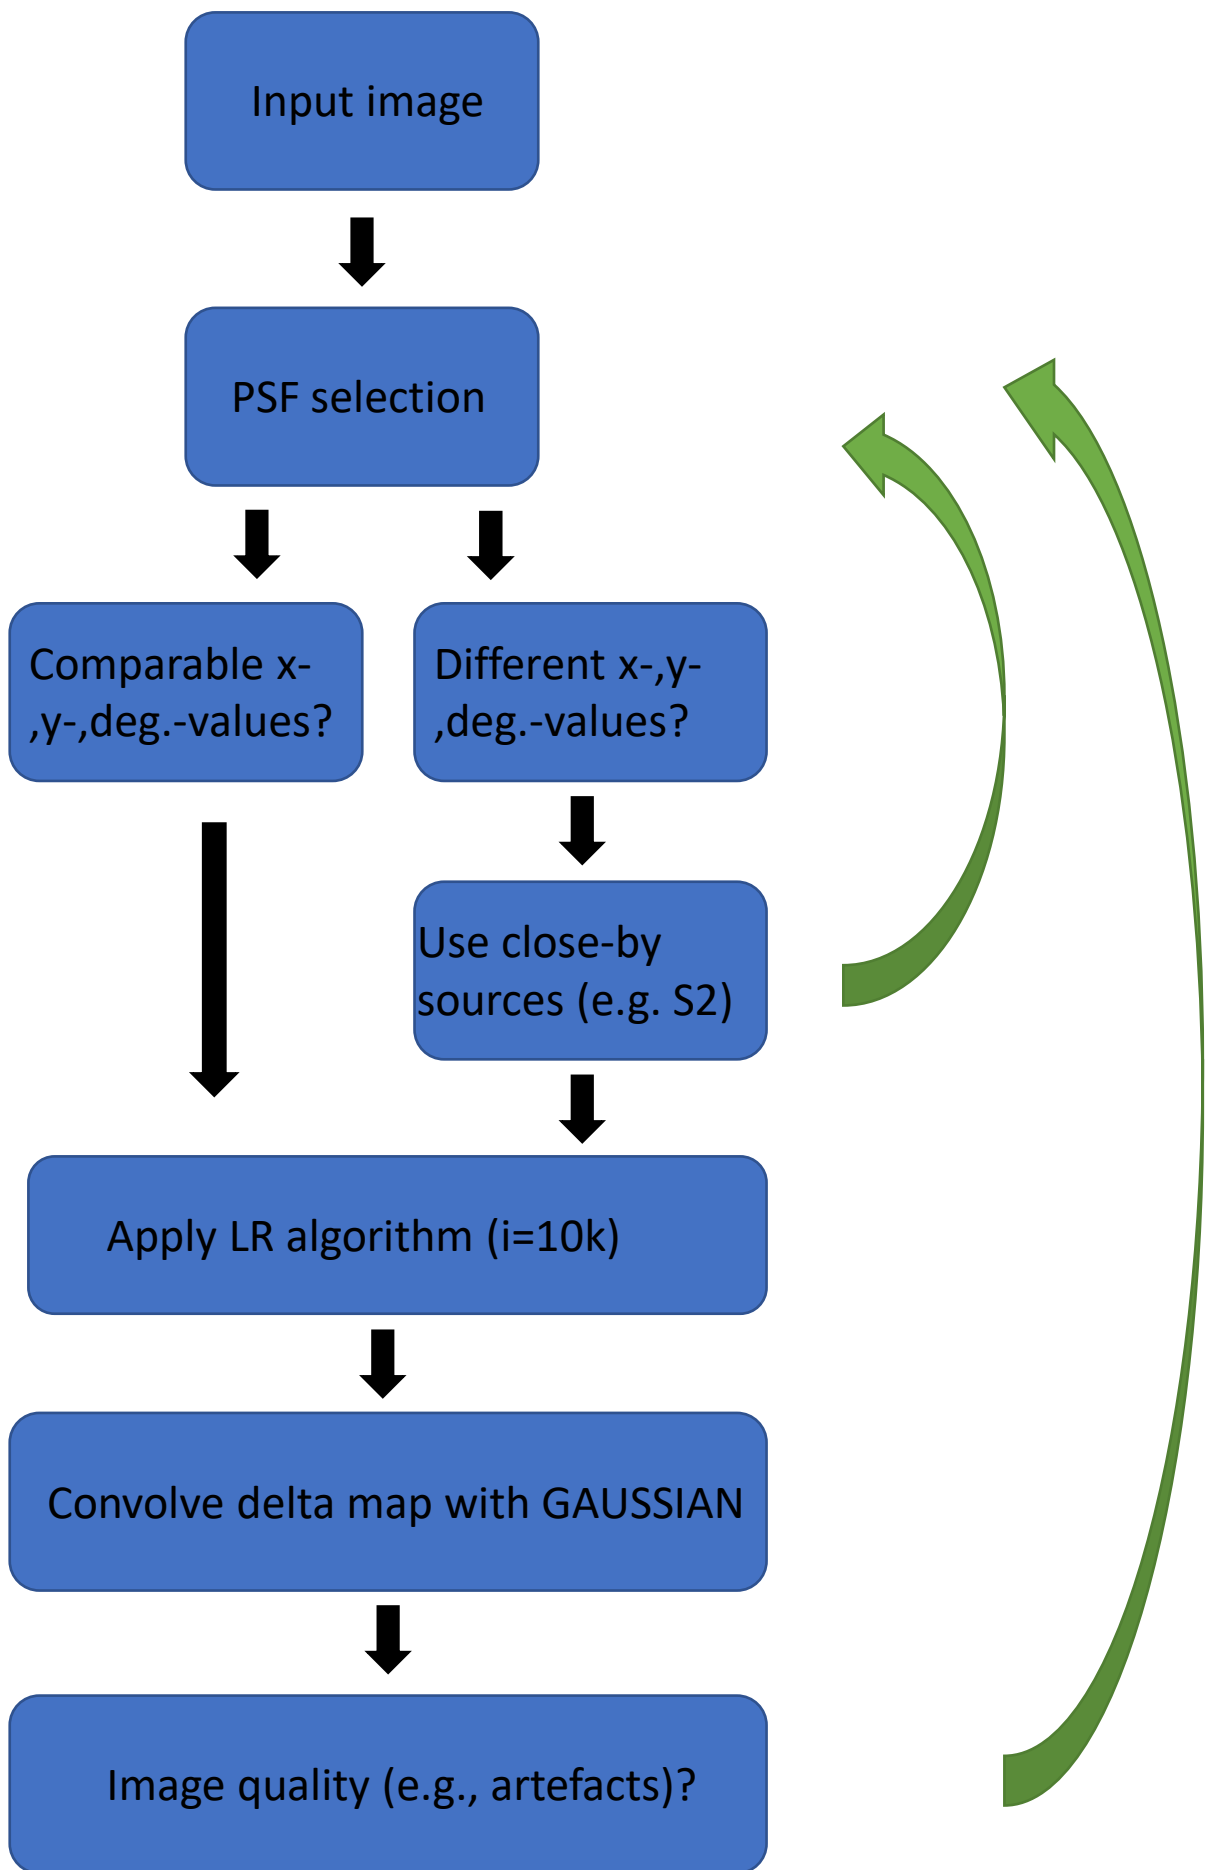 Input image
PSF selection
Comparable x-
,y-,deg.-values?
Different x-,y-
,deg.-values?
Use close-by
sources (e.g. S2)
Apply LR algorithm (i=10k)
Convolve delta map with GAUSSIAN
Image quality (e.g., artefacts)?